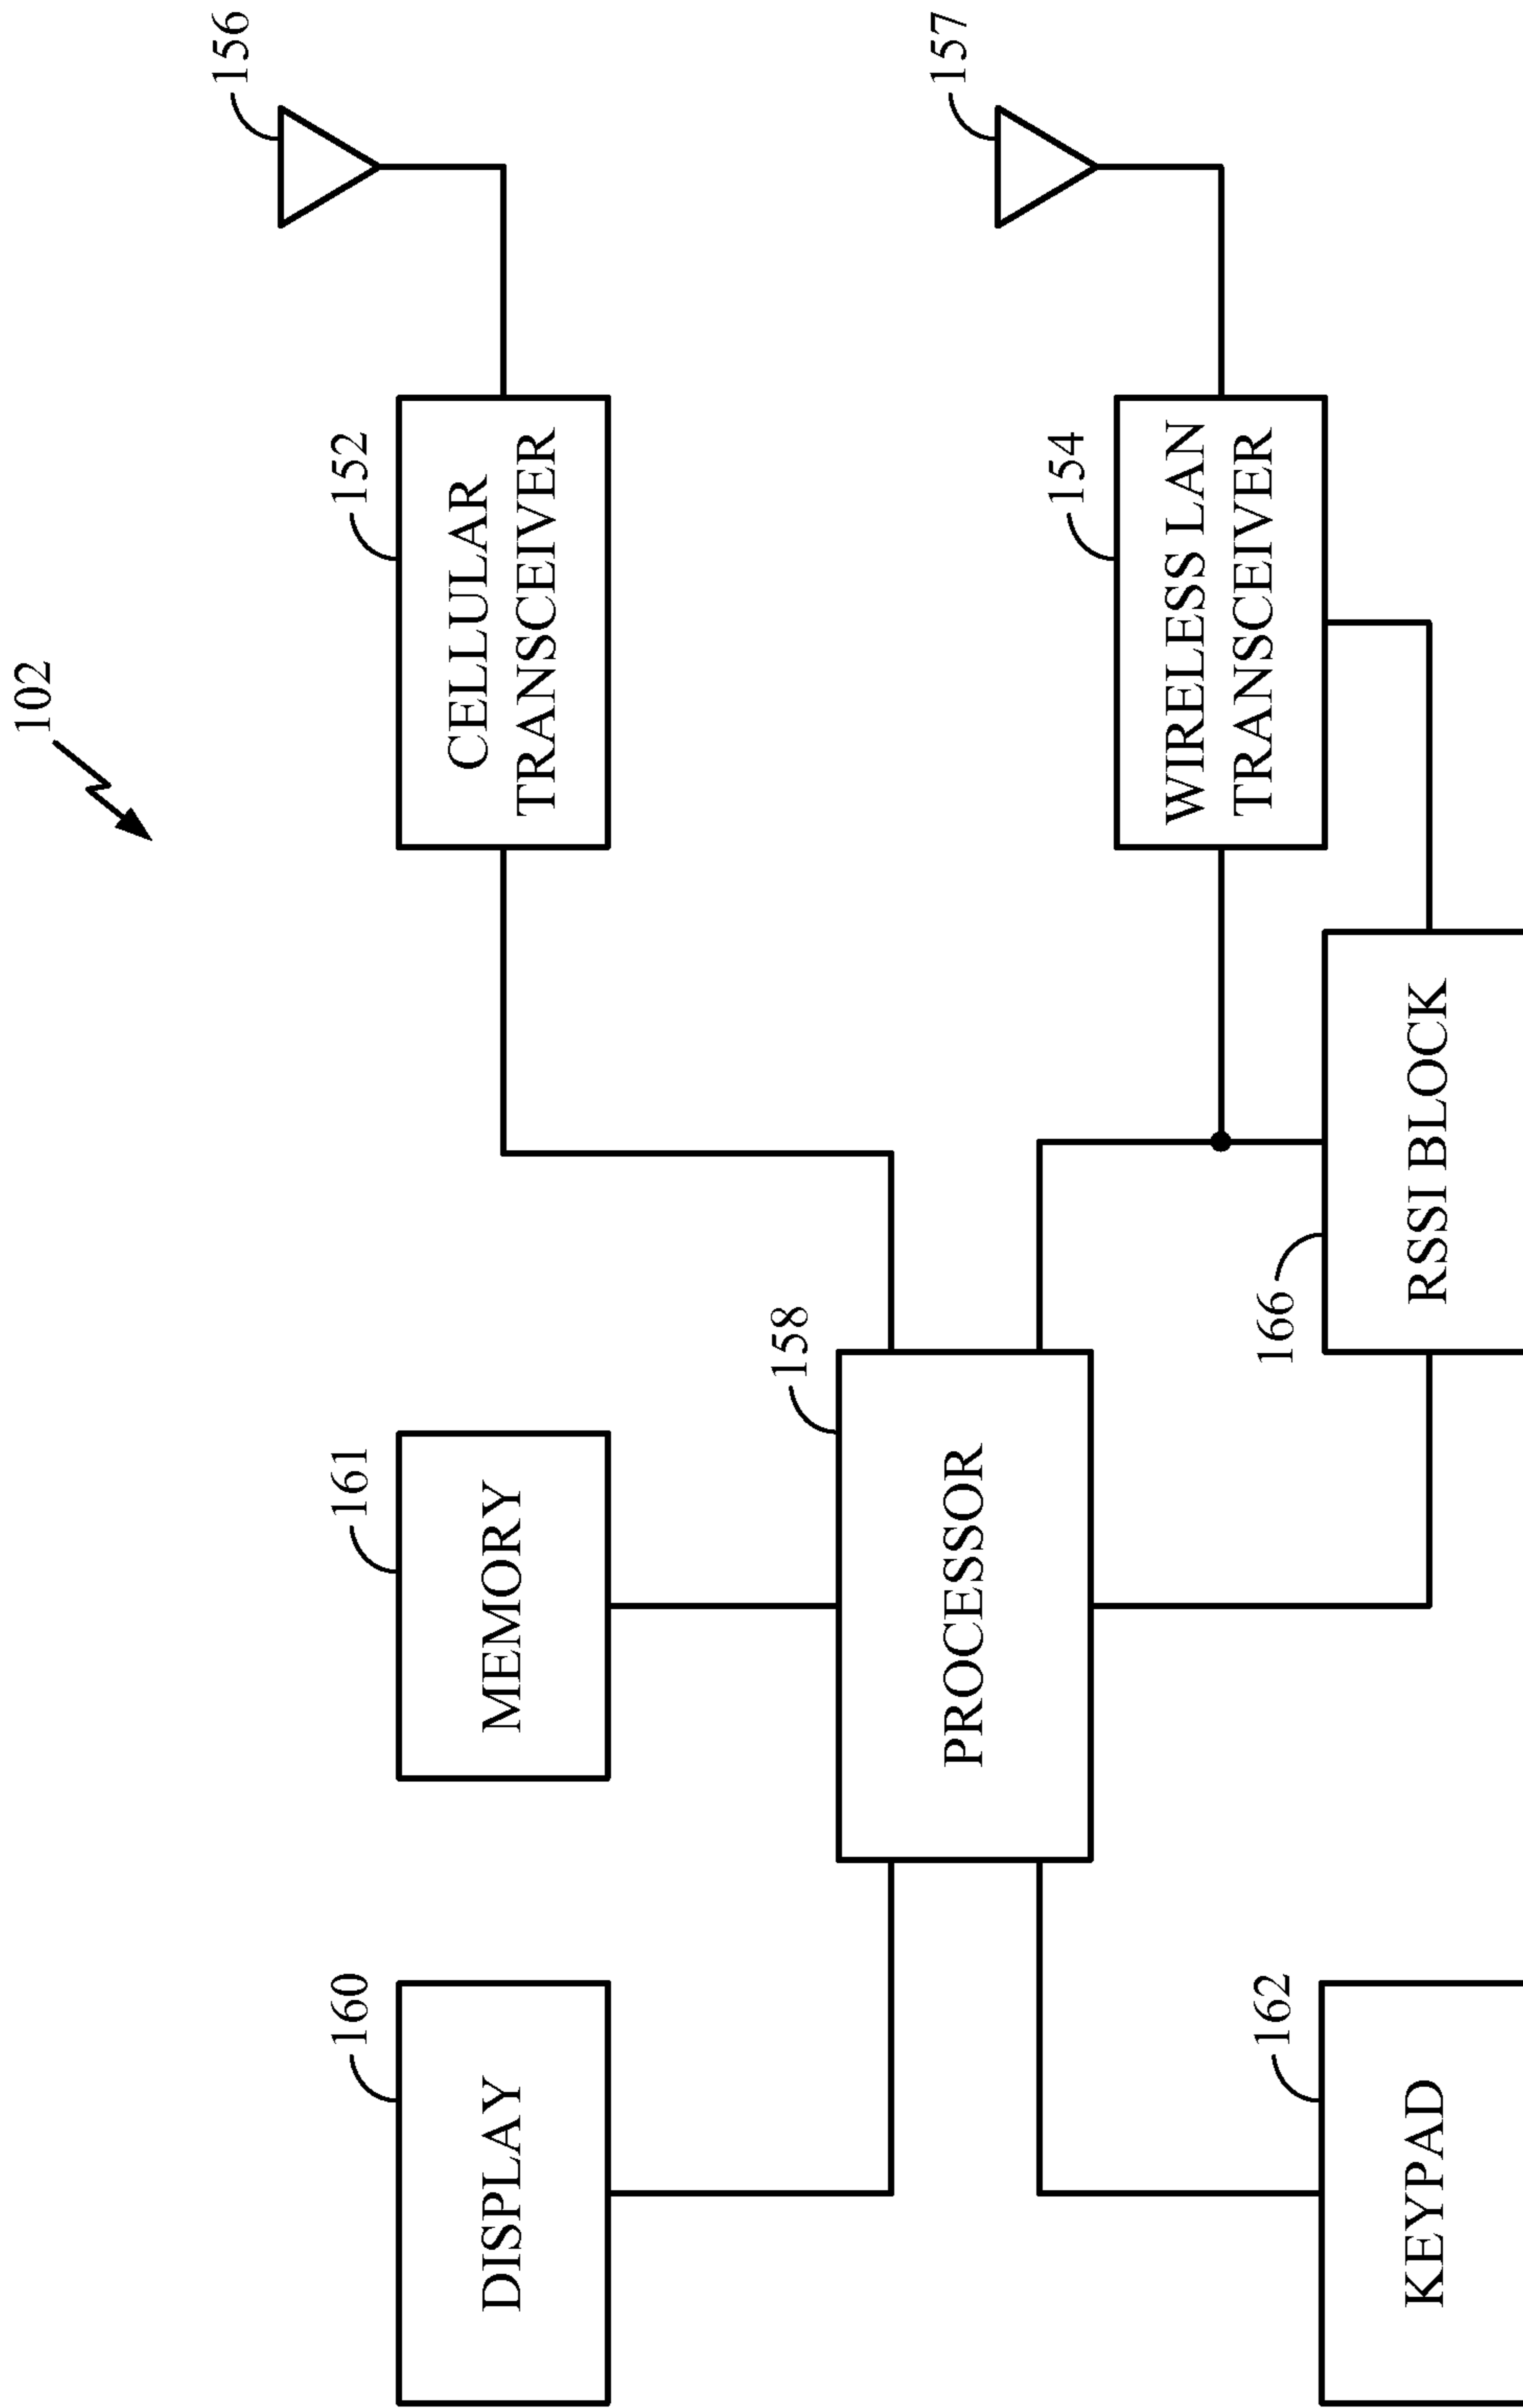 102
160
DISPLAY
161
MEMORY
152
CELLULAR
TRANSCEIVER
156
158
PROCESSOR
162
KEYPAD
166
RSSI BLOCK
154
WIRELESS LAN
TRANSCEIVER
157